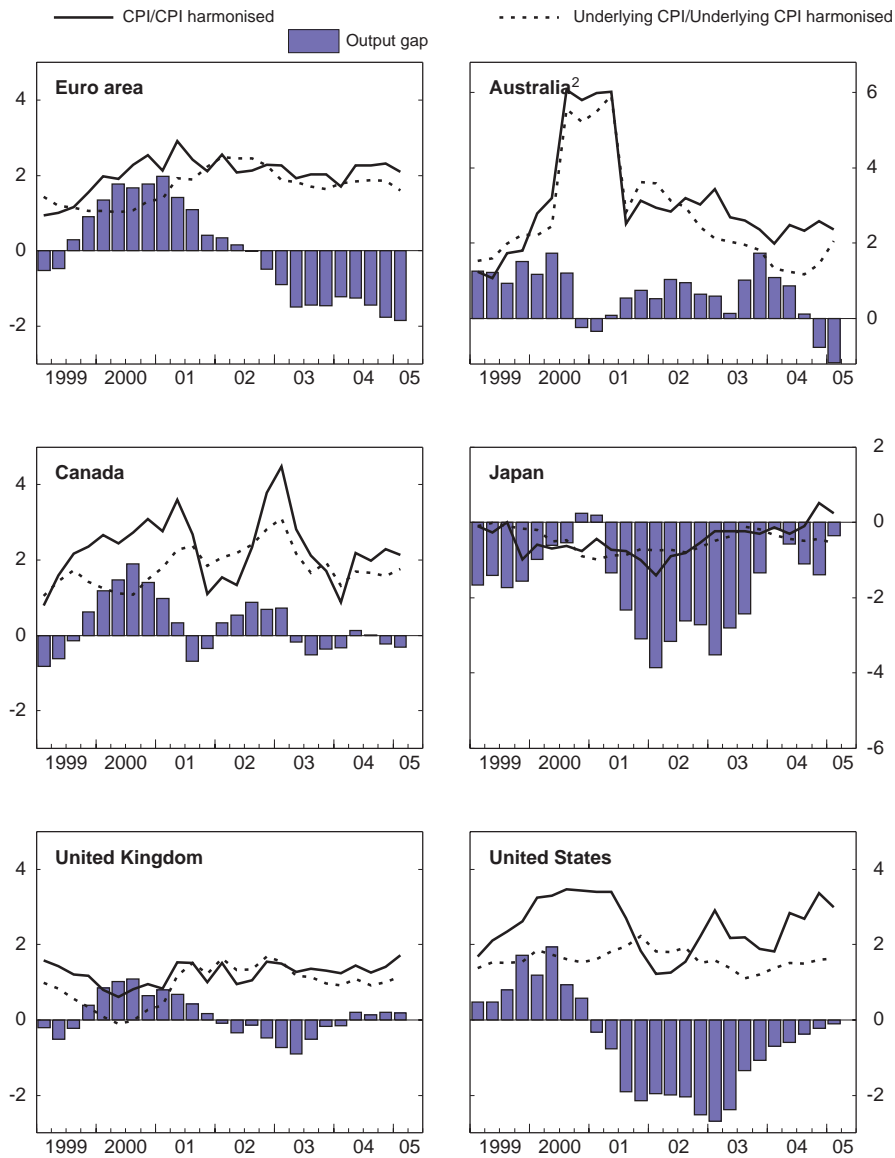 CPI/CPI harmonised
Underlying CPI/Underlying CPI harmonised
Output gap
Euro area
4
2
0
-2
1999 2000 01 02 03 04 05
Australia2
6
4
2
0
1999 2000 01 02 03 04 05
Canada
4
2
0
-2
1999 2000 01 02 03 04 05
Japan
2
0
-2
-4
-6
1999 2000 01 02 03 04 05
United Kingdom
4
2
0
-2
1999 2000 01 02 03 04 05
United States
4
2
0
-2
1999 2000 01 02 03 04 05